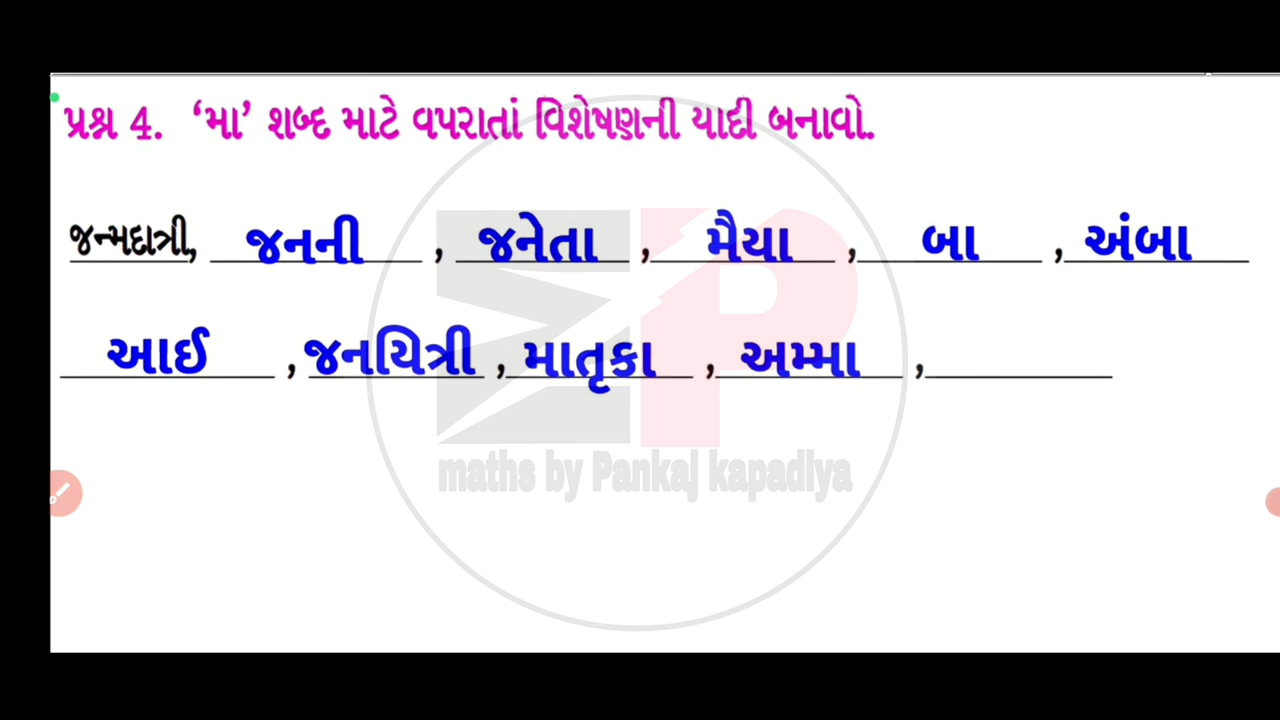 પ્રશ્ન 4. ‘મા’ શબ્દ માટે વપરાતાં વિશેષણની યાદી બનાવો.
જન્મદાત્રી, જનની , જનેતા , મૈયા , બા , અંબા
આઈ , જનયિત્રી , માતૃકા , અમ્મા ,
maths by Pankaj kapadiya